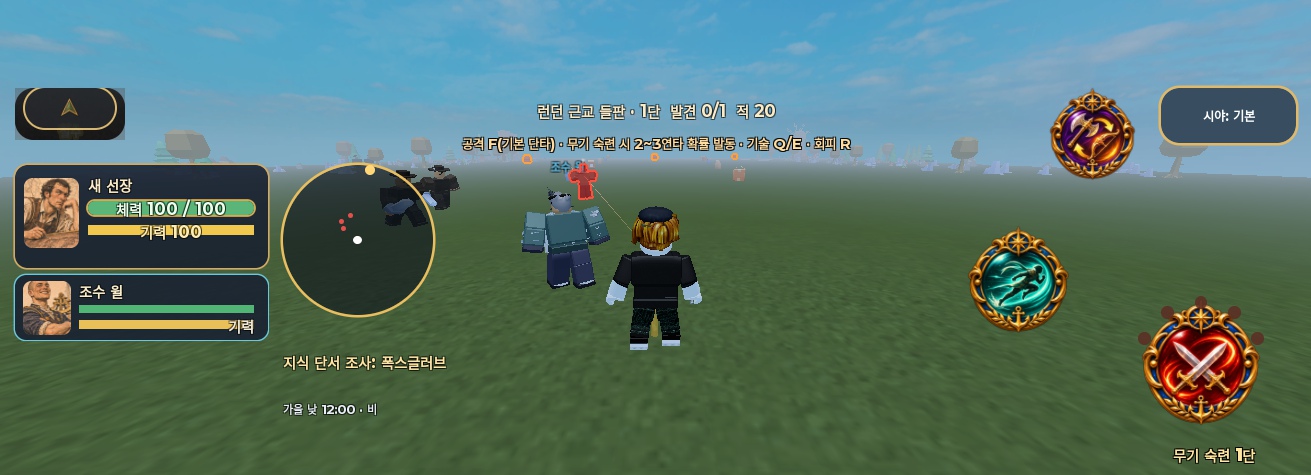 런던 근교 들판 · 1단 발견 0/1 적 20
공격 F(기본 단타) · 무기 숙련 시 2~3연타 확률 발동 · 기술 Q/E · 회피 R
시야: 기본
새 선장
체력 100 / 100
기력 100
조수 윌
기력
조수
지식 단서 조사: 폭스글러브
가을 낮 12:00 · 비
무기 숙련 1단